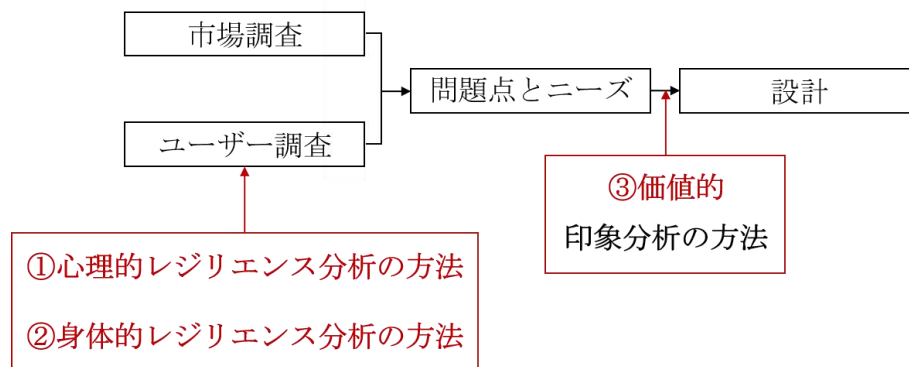 市場調査
ユーザー調査
問題点とニーズ
設計
①心理的レジリエンス分析の方法
②身体的レジリエンス分析の方法
③価値的
印象分析の方法